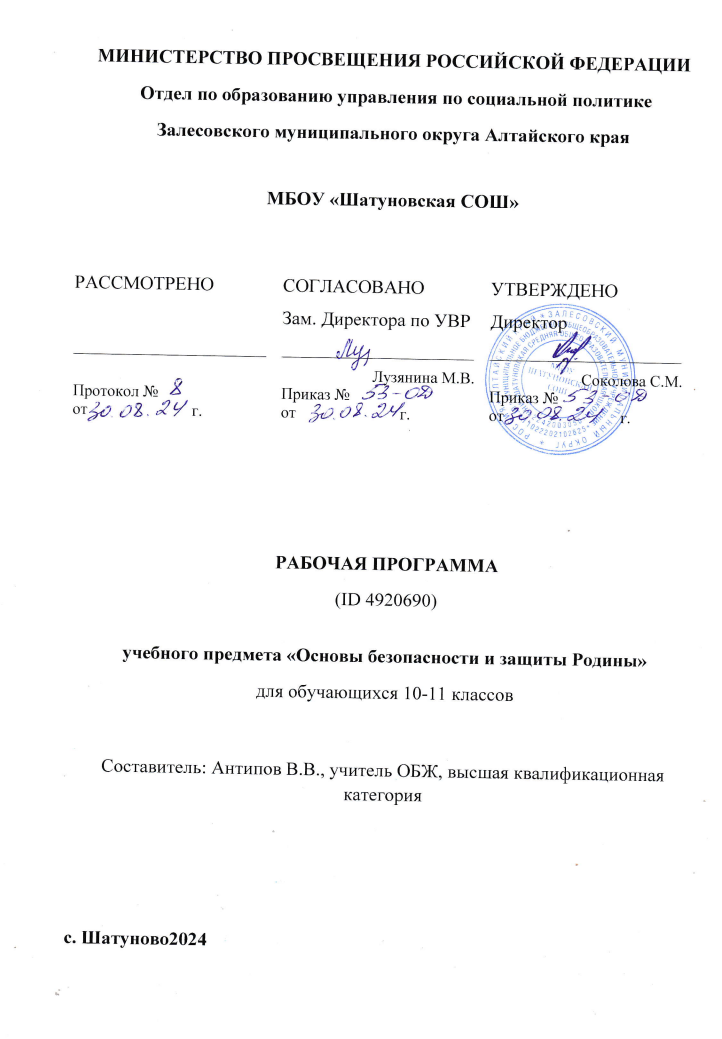 МИНИСТЕРСТВО ПРОСВЕЩЕНИЯ РОССИЙСКОЙ ФЕДЕРАЦИИ
Отдел по образованию управления по социальной политике
Залесовского муниципального округа Алтайского края
МБОУ «Шатуновская СОШ»
РАССМОТРЕНО
Протокол № 8
от 30.08.24 г.
СОГЛАСОВАНО
Зам. Директора по УВР
Лузянина М.В.
Приказ № 53-ОД
от 30.08.24 г.
УТВЕРЖДЕНО
Директор
Соколова С.М.
Приказ № 53-ОД
от 30.08.24 г.
РАБОЧАЯ ПРОГРАММА
(ID 4920690)
учебного предмета «Основы безопасности и защиты Родины»
для обучающихся 10-11 классов
Составитель: Антипов В.В., учитель ОБЖ, высшая квалификационная
категория
с. Шатуново2024